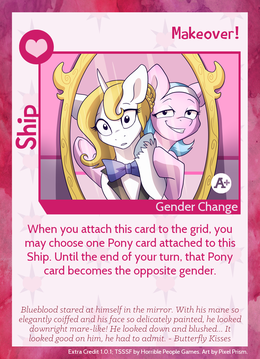 Makeover!
Ship
A+
Gender Change
When you attach this card to the grid, you
may choose one Pony card attached to this
Ship. Until the end of your turn, that Pony
card becomes the opposite gender.
Blueblood stared at himself in the mirror. With his mane so
elegantly coiffed and his face so delicately painted, he looked
downright mare-like! He looked down and blushed... It
looked good on him, he had to admit. - Butterfly Kisses
Extra Credit 1.0.1; TSSSF by Horrible People Games. Art by Pixel Prism.